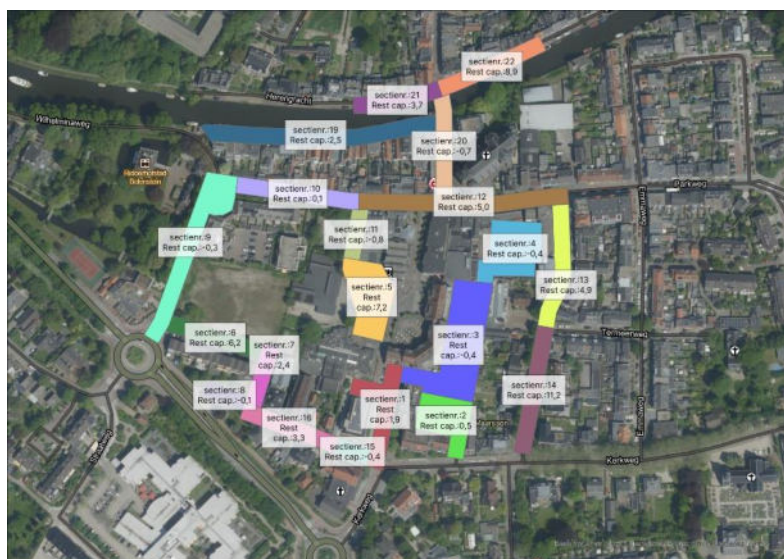 sectienr.:22
Rest cap.:8,9
sectienr.:21
Rest cap.:3,7
Herengracht
Wilhelminaweg
sectienr.:19
Rest cap.:2,5
sectienr.:20
Rest cap.:-0,7
sectienr.:10
Rest cap.:0,1
sectienr.:12
Rest cap.:5,0
Parkweg
Emmaweg
sectienr.:9
Rest cap.:-0,3
sectienr.:11
Rest cap.:-0,8
sectienr.:4
Rest cap.:-0,4
sectienr.:5
Rest
cap.:7,2
sectienr.:13
Rest cap.:4,9
sectienr.:6
Rest cap.:6,2
sectienr.:7
Rest
cap.:2,4
sectienr.:3
Rest
cap.:-0,4
Termeerweg
sectienr.:8
Rest cap.:-0,1
sectienr.:1
Rest
cap.:1,9
sectienr.:14
Rest
cap.:11,2
sectienr.:16
Rest
cap.:3,3
sectienr.:2
Rest
cap.:0,5
Maarssen
Emmaweg
sectienr.:15
Rest cap.:-0,4
Kerkweg
Kerkweg